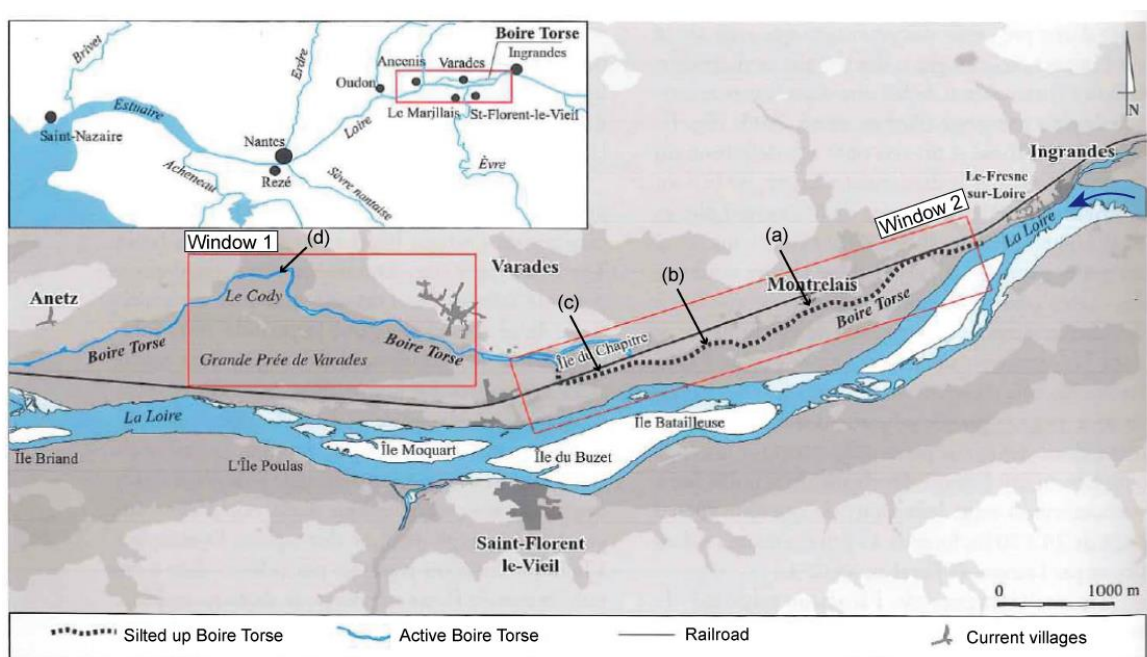 Brivet
Erdre
Boire Torse
Ingrandes
Ancenis
Varades
Oudon
Estuaire
Loire
Le Marillais
St-Florent-le-Vieil
Saint-Nazaire
Nantes
Acheneau
Rezé
Sèvre nantaise
Èvre
N
Ingrandes
Le-Fresne
sur-Loire
Window 1
(d)
Varades
(a)
Window 2
La Loire
Anetz
Le Cody
(b)
Montrelais
(c)
Boire Torse
Boire Torse
Grande Prée de Varades
Boire Torse
Île du Chapitre
La Loire
Île Batailleuse
Île Moquart
Île Briand
L'Île Poulas
Île du Buzet
Saint-Florent
le-Vieil
0 1000 m
Silted up Boire Torse
Active Boire Torse
Railroad
Current villages